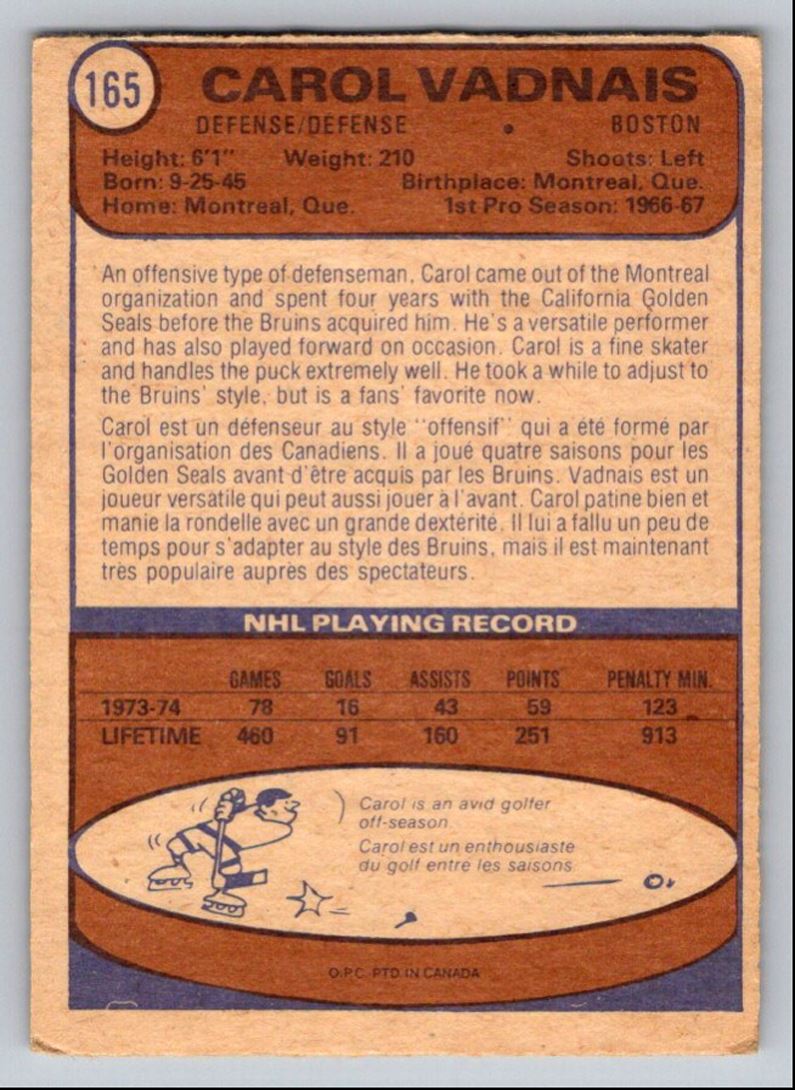 165
CAROL VADNAIS
DEFENSE/DÉFENSE • BOSTON
Height: 6'1" Weight: 210 Shoots: Left
Born: 9-25-45 Birthplace: Montreal, Que.
Home: Montreal, Que. 1st Pro Season: 1966-67
An offensive type of defenseman, Carol came out of the Montreal
organization and spent four years with the California Golden
Seals before the Bruins acquired him. He's a versatile performer
and has also played forward on occasion. Carol is a fine skater
and handles the puck extremely well. He took a while to adjust to
the Bruins' style, but is a fans' favorite now.
Carol est un défenseur au style "offensif" qui a été formé par
l'organisation des Canadiens. Il a joué quatre saisons pour les
Golden Seals avant d'être acquis par les Bruins. Vadnais est un
joueur versatile qui peut aussi jouer à l'avant. Carol patine bien et
manie la rondelle avec un grande dextérité. Il lui a fallu un peu de
temps pour s'adapter au style des Bruins, mais il est maintenant
très populaire auprès des spectateurs.
NHL PLAYING RECORD
GAMES GOALS ASSISTS POINTS PENALTY MIN.
1973-74 78 16 43 59 123
LIFETIME 460 91 160 251 913
Carol is an avid golfer
off-season.
Carol est un enthousiaste
du golf entre les saisons
O.P.C. PTD. IN CANADA